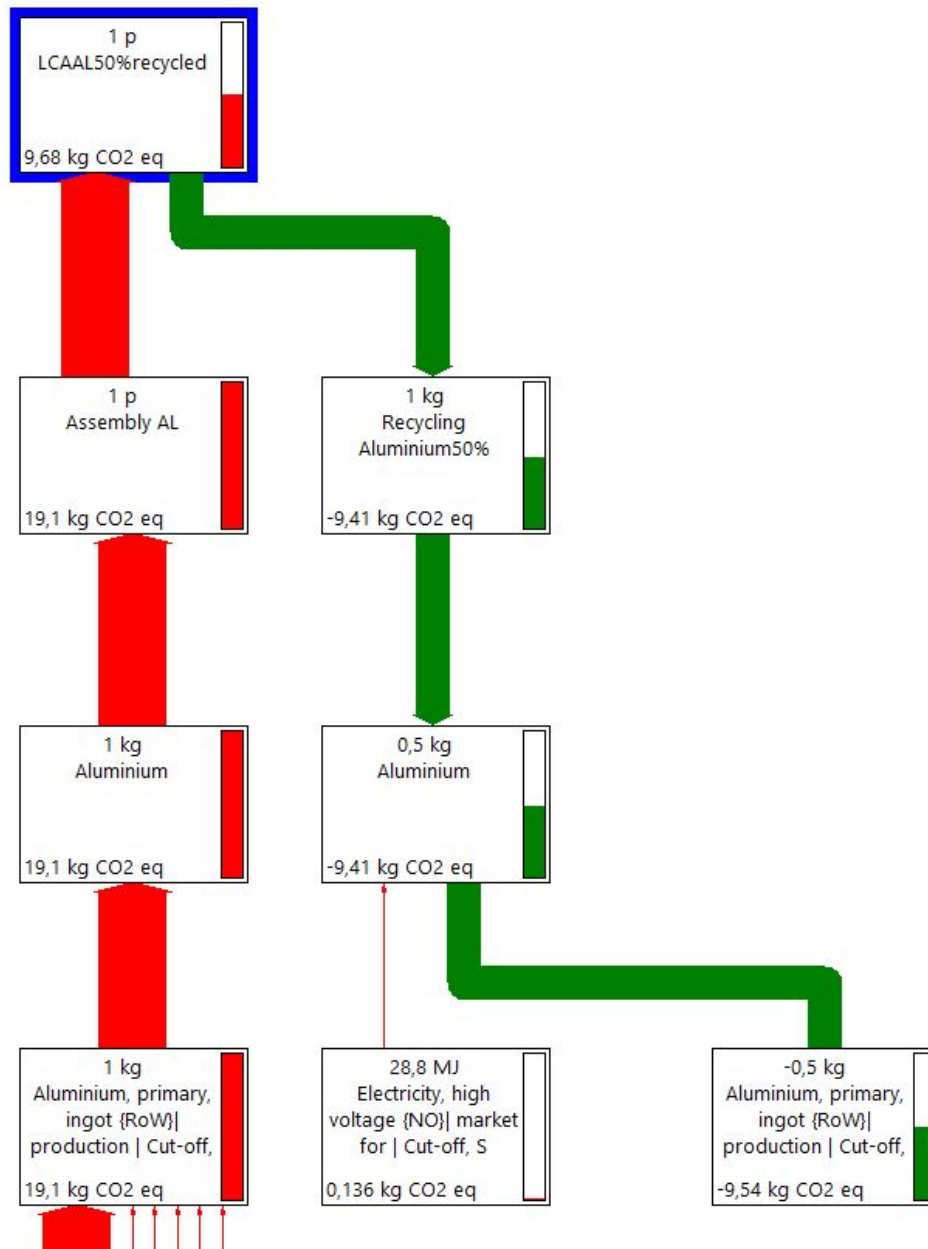 1 p
LCAAL50%recycled
9,68 kg CO2 eq
1 p
Assembly AL
19,1 kg CO2 eq
1 kg
Recycling
Aluminium50%
-9,41 kg CO2 eq
1 kg
Aluminium
19,1 kg CO2 eq
0,5 kg
Aluminium
-9,41 kg CO2 eq
1 kg
Aluminium, primary,
ingot {RoW}|
production | Cut-off,
19,1 kg CO2 eq
28,8 MJ
Electricity, high
voltage {NO}| market
for | Cut-off, S
0,136 kg CO2 eq
-0,5 kg
Aluminium, primary,
ingot {RoW}|
production | Cut-off,
-9,54 kg CO2 eq